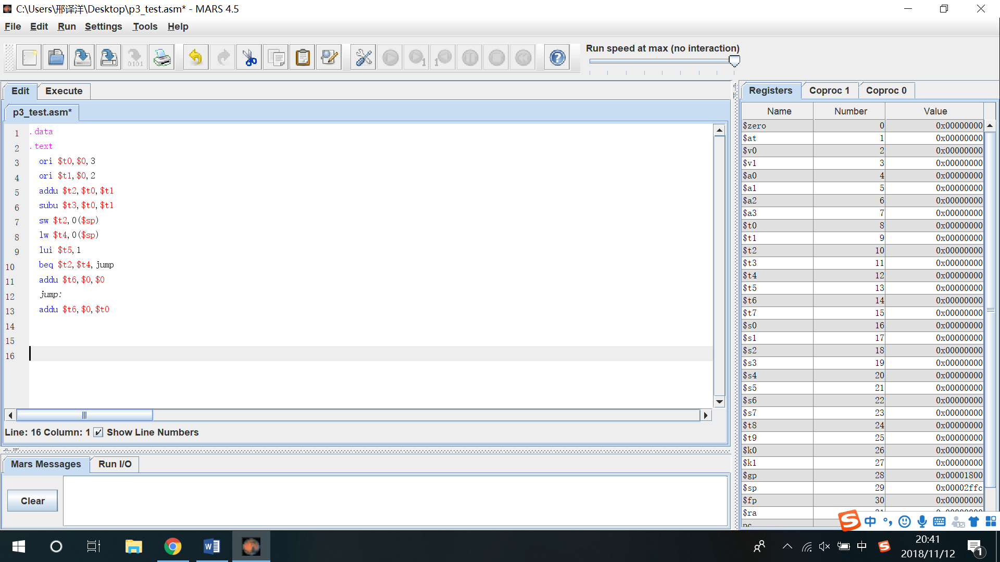 C:\Users\邢译洋\Desktop\p3_test.asm* - MARS 4.5
File Edit Run Settings Tools Help
Run speed at max (no interaction)
Edit Execute
p3_test.asm*
1 .data
2 .text
3 ori $t0,$0,3
4 ori $t1,$0,2
5 addu $t2,$t0,$t1
6 subu $t3,$t0,$t1
7 sw $t2,0($sp)
8 lw $t4,0($sp)
9 lui $t5,1
10 beq $t2,$t4,jump
11 addu $t6,$0,$0
12 jump:
13 addu $t6,$0,$t0
14
15
16
Line: 16 Column: 1 Show Line Numbers
Mars Messages Run I/O
Clear
Registers Coproc 1 Coproc 0
Name Number Value
$zero 0 0x00000000
$at 1 0x00000000
$v0 2 0x00000000
$v1 3 0x00000000
$a0 4 0x00000000
$a1 5 0x00000000
$a2 6 0x00000000
$a3 7 0x00000000
$t0 8 0x00000000
$t1 9 0x00000000
$t2 10 0x00000000
$t3 11 0x00000000
$t4 12 0x00000000
$t5 13 0x00000000
$t6 14 0x00000000
$t7 15 0x00000000
$s0 16 0x00000000
$s1 17 0x00000000
$s2 18 0x00000000
$s3 19 0x00000000
$s4 20 0x00000000
$s5 21 0x00000000
$s6 22 0x00000000
$s7 23 0x00000000
$t8 24 0x00000000
$t9 25 0x00000000
$k0 26 0x00000000
$k1 27 0x00000000
$gp 28 0x00001800
$sp 29 0x00002ffc
$fp 30 0x00000000
$ra
中
中
20:41
2018/11/12
1